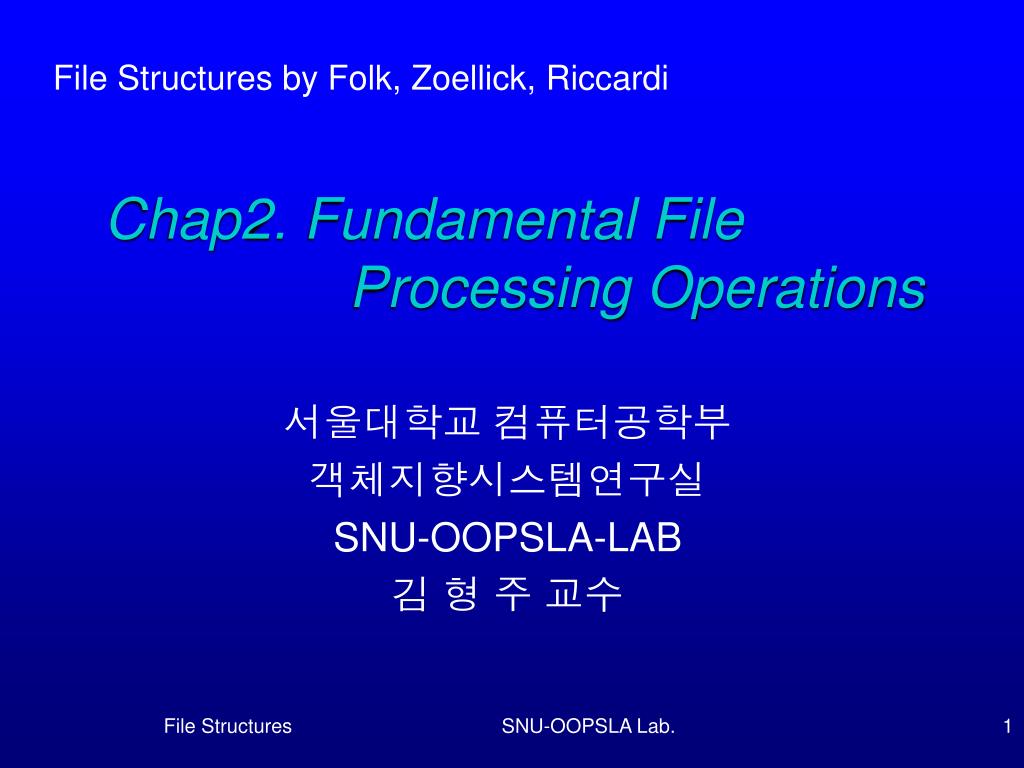 File Structures by Folk, Zoellick, Riccardi
Chap2. Fundamental File
Processing Operations
서울대학교 컴퓨터공학부
객체지향시스템연구실
SNU-OOPSLA-LAB
김 형 주 교수
File Structures
SNU-OOPSLA Lab.
1